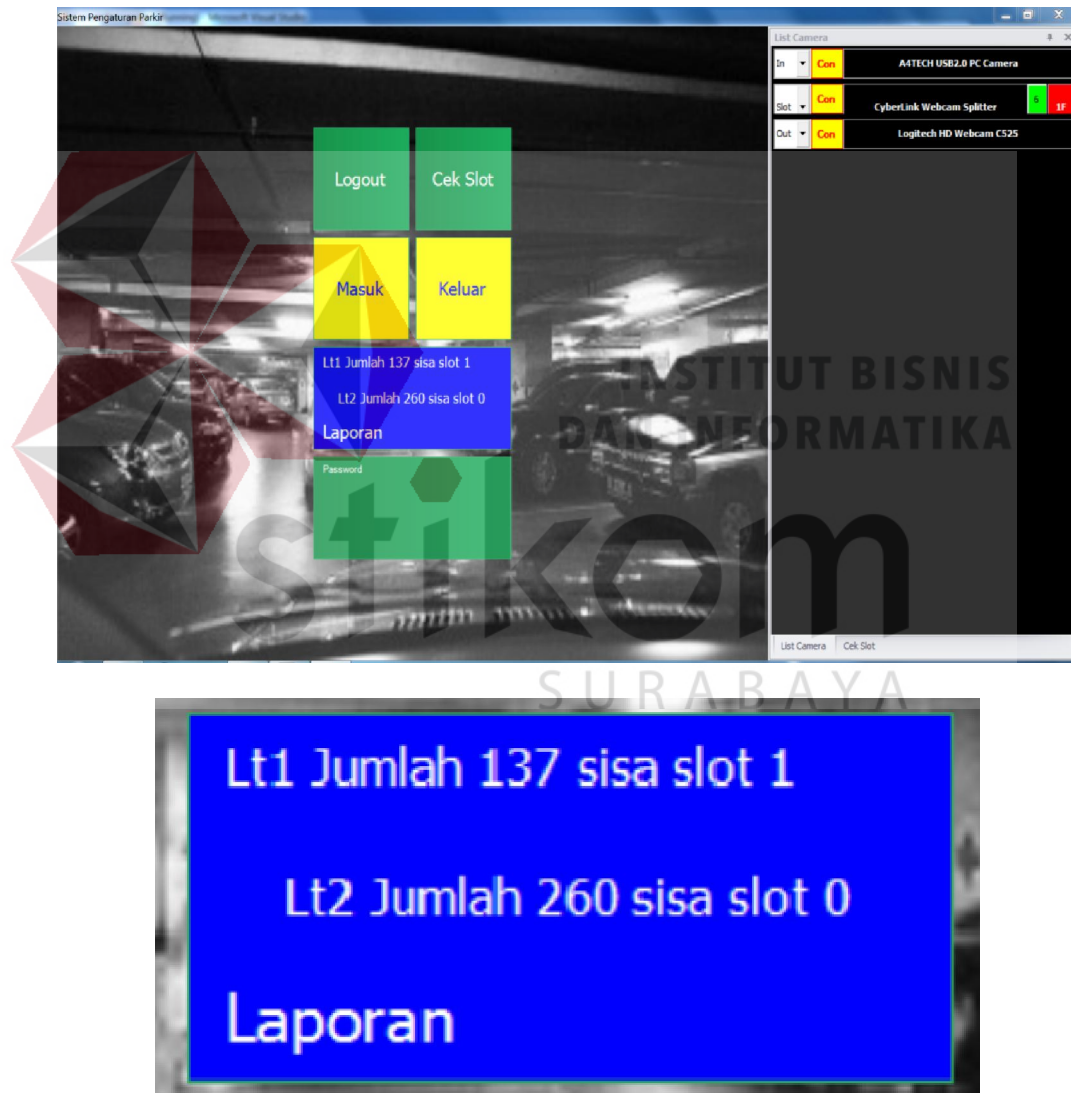 Sistem Pengaturan Parkir
List Camera
In Con A4TECH USB2.0 PC Camera
Slot Con CyberLink Webcam Splitter 6 1F
Out Con Logitech HD Webcam C525
Logout Cek Slot
Masuk Keluar
Lt1 Jumlah 137 sisa slot 1
Lt2 Jumlah 260 sisa slot 0
Laporan
Password
INSTITUT BISNIS
DAN INFORMATIKA
stikom
List Camera Cek Slot
SURABAYA
Lt1 Jumlah 137 sisa slot 1
Lt2 Jumlah 260 sisa slot 0
Laporan